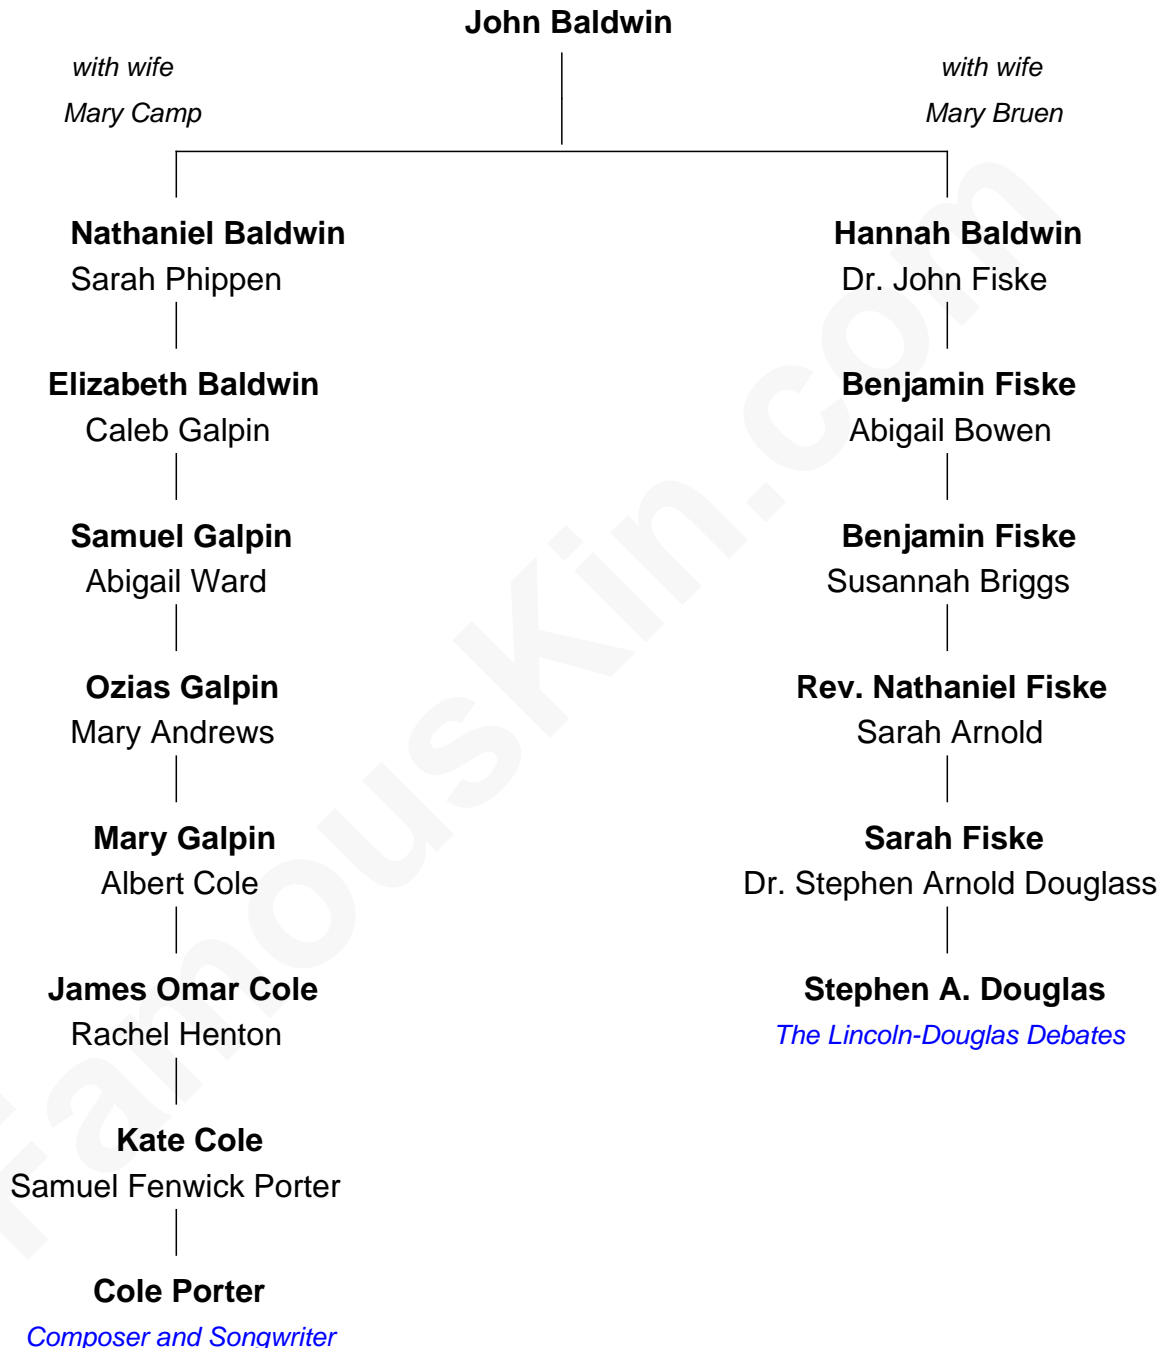 John Baldwin
with wife
Mary Camp
with wife
Mary Bruen
Nathaniel Baldwin
Sarah Phippen
Hannah Baldwin
Dr. John Fiske
Elizabeth Baldwin
Caleb Galpin
Benjamin Fiske
Abigail Bowen
Samuel Galpin
Abigail Ward
Benjamin Fiske
Susannah Briggs
Ozias Galpin
Mary Andrews
Rev. Nathaniel Fiske
Sarah Arnold
Mary Galpin
Albert Cole
Sarah Fiske
Dr. Stephen Arnold Douglass
James Omar Cole
Rachel Henton
Stephen A. Douglas
The Lincoln-Douglas Debates
Kate Cole
Samuel Fenwick Porter
Cole Porter
Composer and Songwriter
FamousKin.com